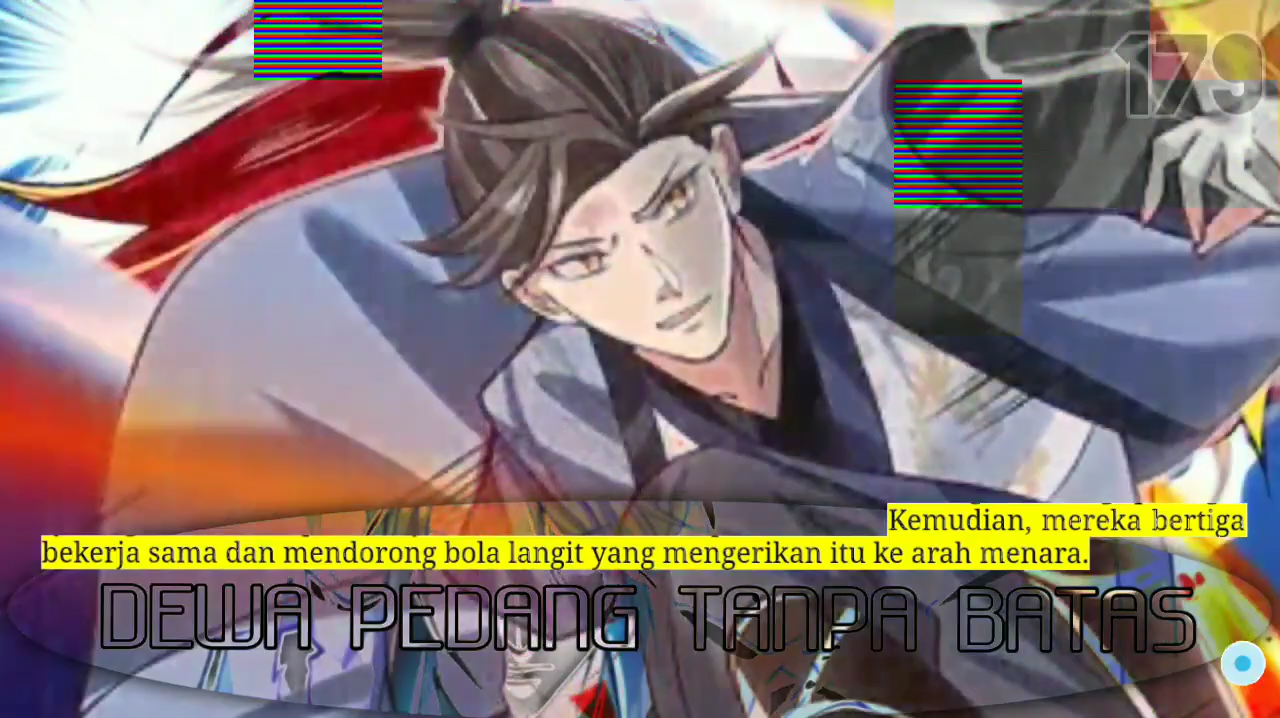 179
Kemudian, mereka bertiga
bekerja sama dan mendorong bola langit yang mengerikan itu ke arah menara.
DEWA PEDANG TANPA BATAS